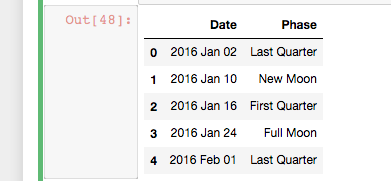 Out[48]:
Date Phase
0 2016 Jan 02 Last Quarter
1 2016 Jan 10 New Moon
2 2016 Jan 16 First Quarter
3 2016 Jan 24 Full Moon
4 2016 Feb 01 Last Quarter